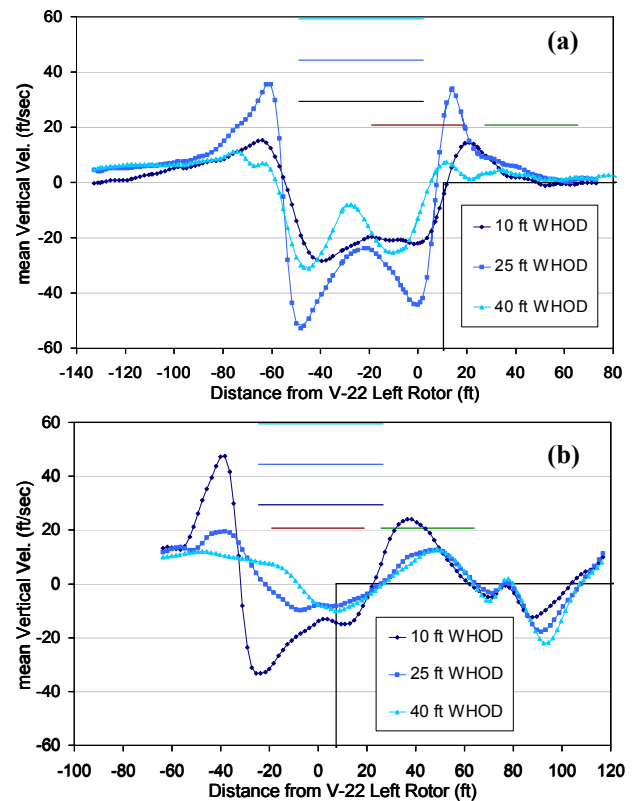 (a)
mean Vertical Vel. (ft/sec)
60
40
20
0
-20
-40
-60
10 ft WHOD
25 ft WHOD
40 ft WHOD
-140 -120 -100 -80 -60 -40 -20 0 20 40 60 80
Distance from V-22 Left Rotor (ft)
(b)
mean Vertical Vel. (ft/sec)
60
40
20
0
-20
-40
-60
10 ft WHOD
25 ft WHOD
40 ft WHOD
-100 -80 -60 -40 -20 0 20 40 60 80 100 120
Distance from V-22 Left Rotor (ft)